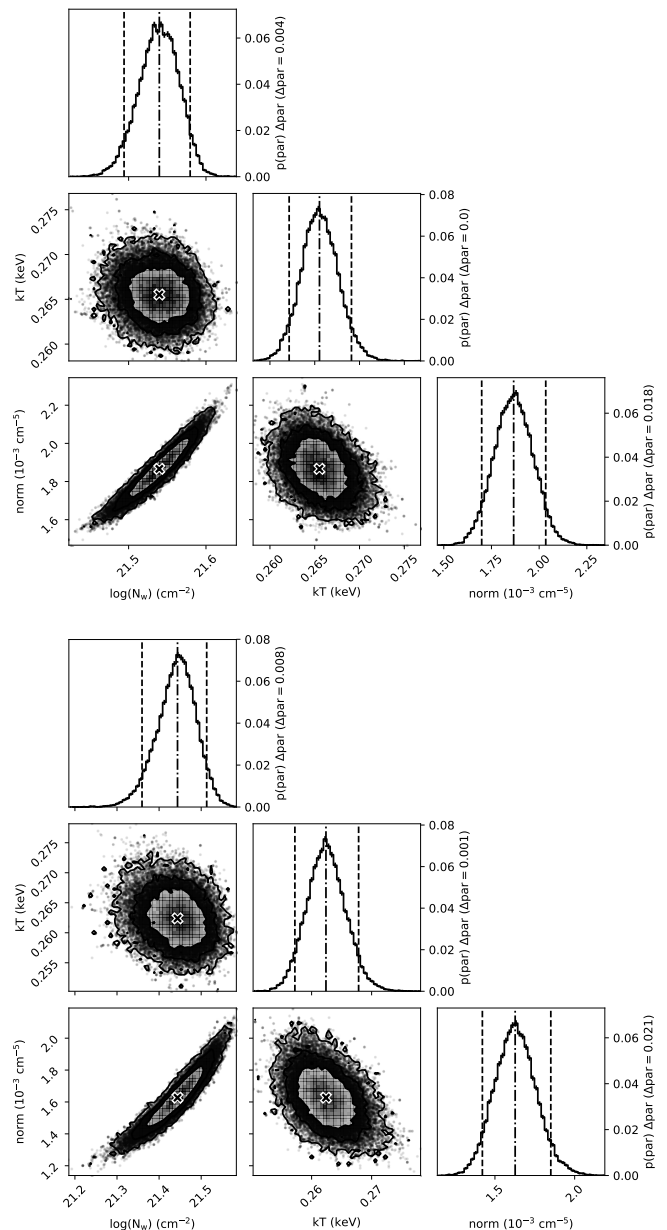 0.06
0.04
0.02
0.00
p(par) Δpar (Δpar = 0.004)
0.275
0.270
0.265
0.260
kT (keV)
0.08
0.06
0.04
0.02
0.00
p(par) Δpar (Δpar = 0.0)
2.2
2.0
1.8
1.6
norm (10⁻³ cm⁻⁵)
0.06
0.04
0.02
0.00
p(par) Δpar (Δpar = 0.018)
21.5 21.6
0.260 0.265 0.270 0.275
1.50 1.75 2.00 2.25
log(N_w) (cm⁻²)
kT (keV)
norm (10⁻³ cm⁻⁵)
0.08
0.06
0.04
0.02
0.00
p(par) Δpar (Δpar = 0.008)
0.275
0.270
0.265
0.260
0.255
kT (keV)
0.08
0.06
0.04
0.02
0.00
p(par) Δpar (Δpar = 0.001)
2.0
1.8
1.6
1.4
1.2
norm (10⁻³ cm⁻⁵)
0.06
0.04
0.02
0.00
p(par) Δpar (Δpar = 0.021)
21.2 21.3 21.4 21.5
0.26 0.27
1.5 2.0
log(N_w) (cm⁻²)
kT (keV)
norm (10⁻³ cm⁻⁵)